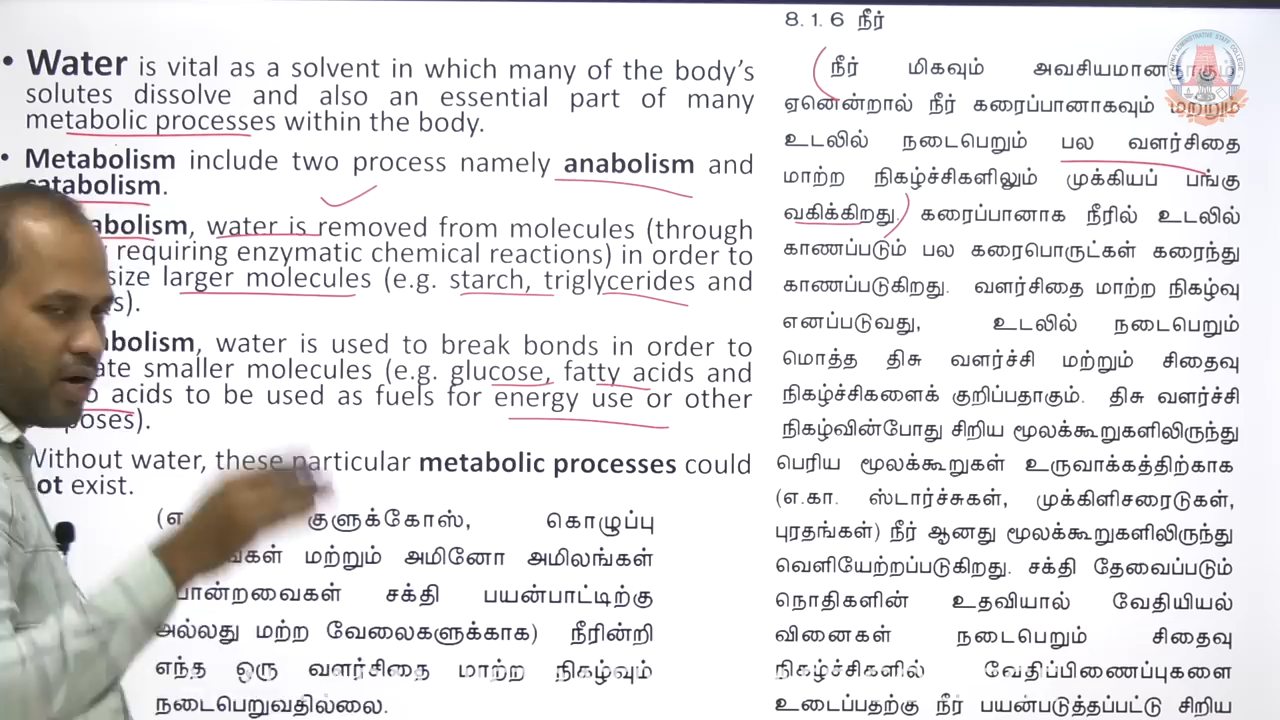 • Water is vital as a solvent in which many of the body's
solutes dissolve and also an essential part of many
metabolic processes within the body.
• Metabolism include two process namely anabolism and
catabolism.
water is removed from molecules (through
requiring enzymatic chemical reactions) in order to
larger molecules (e.g. starch, triglycerides and
water is used to break bonds in order to
smaller molecules (e.g. glucose, fatty acids and
acids to be used as fuels for energy use or other
Without water, these particular metabolic processes could
exist.
குளுக்கோஸ், கொழுப்பு
மற்றும் அமினோ அமிலங்கள்
போன்றவைகள் சக்தி பயன்பாட்டிற்கு
அல்லது மற்ற வேலைகளுக்காக) நீரின்றி
எந்த ஒரு வளர்சிதை மாற்ற நிகழ்வும்
நடைபெறுவதில்லை.
8.1.6 நீர்
நீர் மிகவும் அவசியமானதாகும்
ஏனென்றால் நீர் கரைப்பானாகவும் மற்றும்
உடலில் நடைபெறும் பல வளர்சிதை
மாற்ற நிகழ்ச்சிகளிலும் முக்கியப் பங்கு
வகிக்கிறது. கரைப்பானாக நீரில் உடலில்
காணப்படும் பல கரைபொருட்கள் கரைந்து
காணப்படுகிறது. வளர்சிதை மாற்ற நிகழ்வு
எனப்படுவது, உடலில் நடைபெறும்
மொத்த திசு வளர்ச்சி மற்றும் சிதைவு
நிகழ்ச்சிகளைக் குறிப்பதாகும். திசு வளர்ச்சி
நிகழ்வின்போது சிறிய மூலக்கூறுகளிலிருந்து
பெரிய மூலக்கூறுகள் உருவாக்கத்திற்காக
(எ.கா. ஸ்டார்ச்சுகள், முக்கிளிசரைடுகள்,
புரதங்கள்) நீர் ஆனது மூலக்கூறுகளிலிருந்து
வெளியேற்றப்படுகிறது. சக்தி தேவைப்படும்
நொதிகளின் உதவியால் வேதியியல்
வினைகள் நடைபெறும் சிதைவு
நிகழ்ச்சிகளில் வேதிப்பிணைப்புகளை
உடைப்பதற்கு நீர் பயன்படுத்தப்பட்டு சிறிய